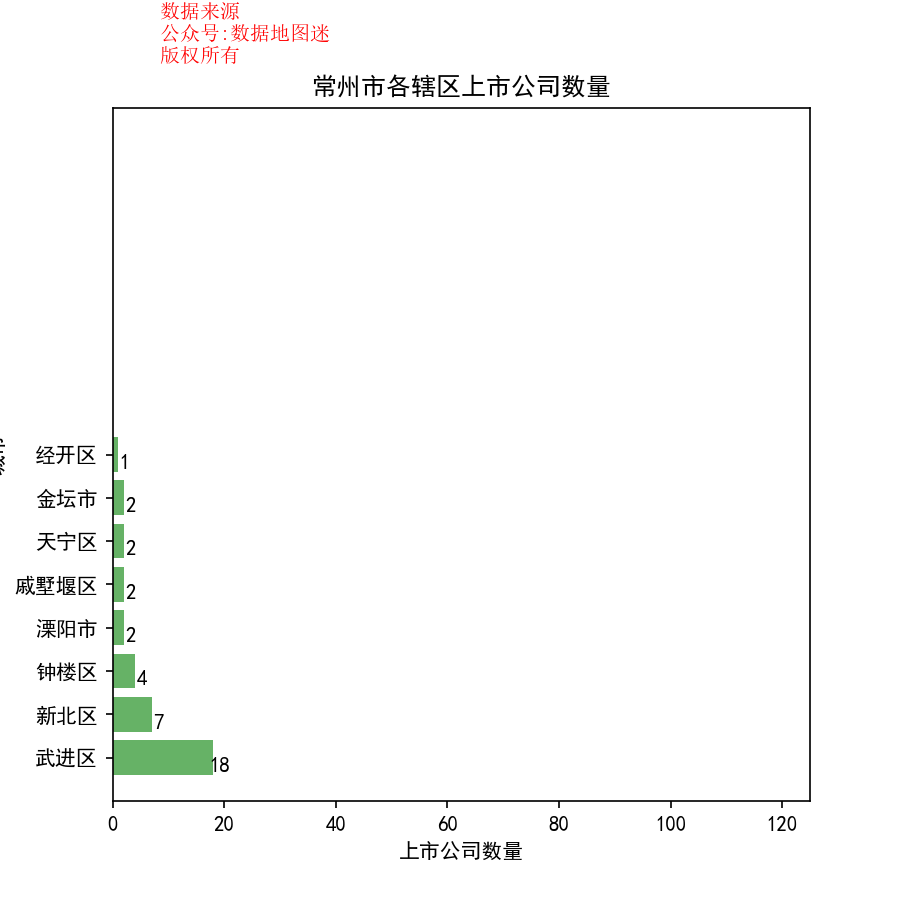 数据来源
公众号:数据地图迷
版权所有
常州市各辖区上市公司数量
经开区
1
金坛市
2
天宁区
2
戚墅堰区
2
溧阳市
2
钟楼区
4
新北区
7
武进区
18
0 20 40 60 80 100 120
上市公司数量